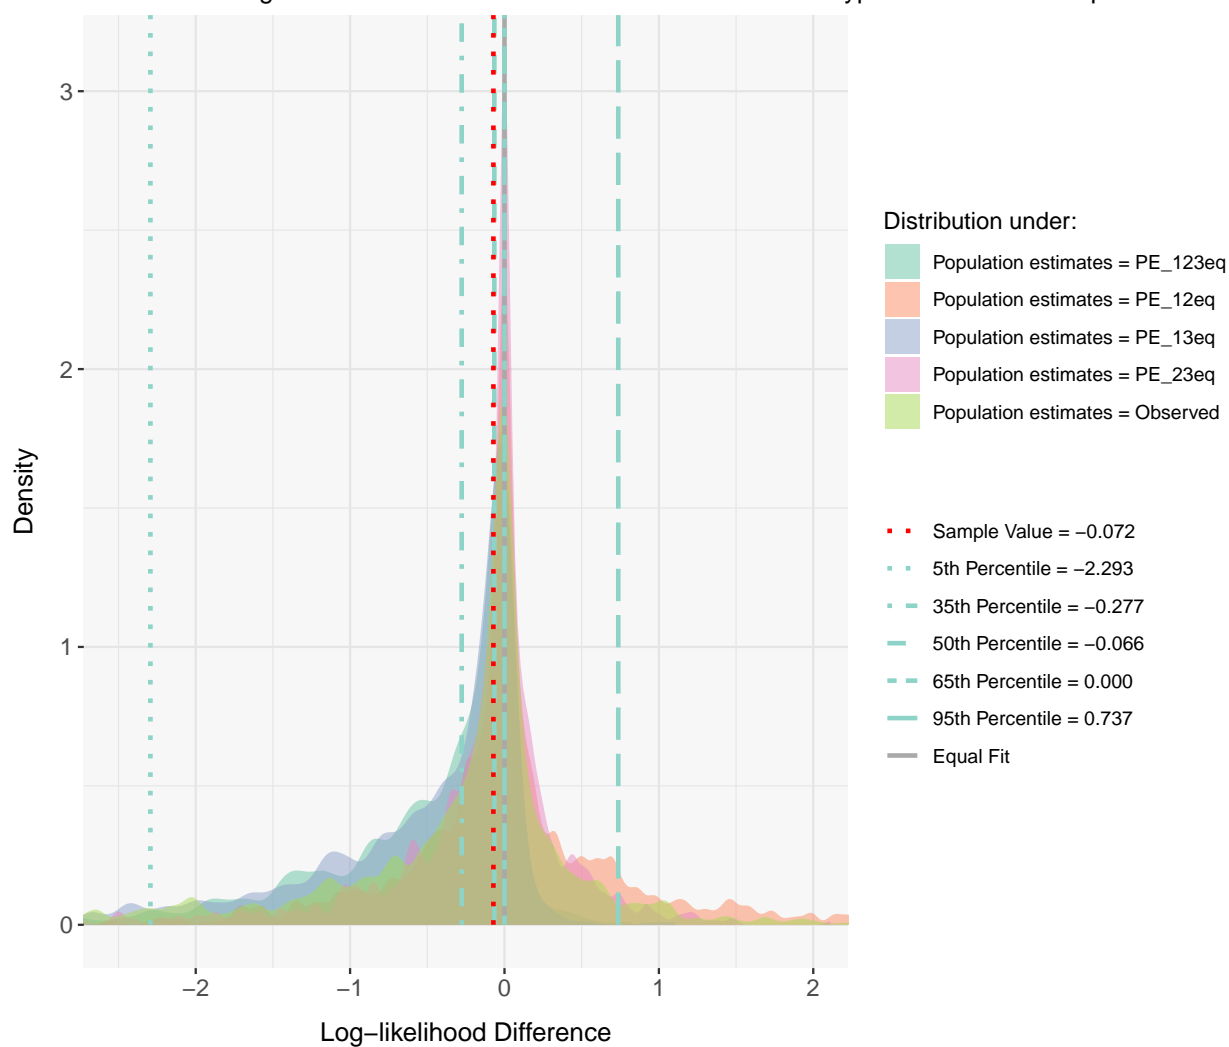 3
2
1
0
Density
−2
−1
0
1
2
Log−likelihood Difference
Distribution under:
Population estimates = PE_123eq
Population estimates = PE_12eq
Population estimates = PE_13eq
Population estimates = PE_23eq
Population estimates = Observed
Sample Value = −0.072
5th Percentile = −2.293
35th Percentile = −0.277
50th Percentile = −0.066
65th Percentile = 0.000
95th Percentile = 0.737
Equal Fit